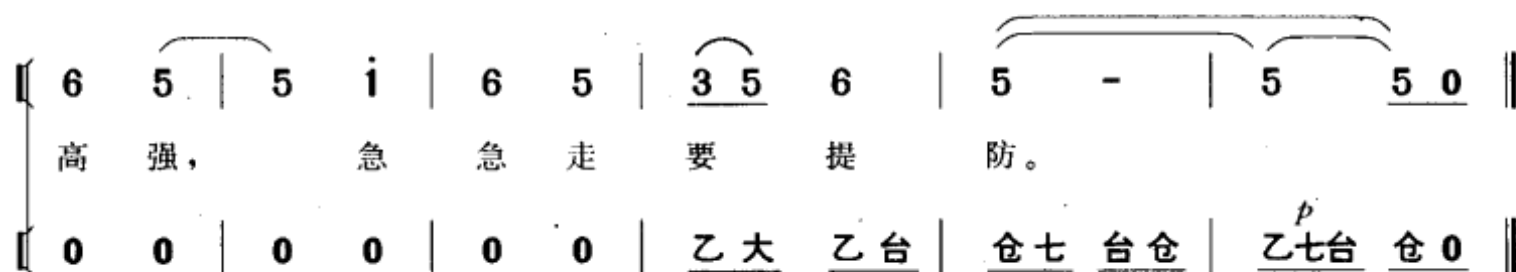 6 5 | 5 i | 6 5 | 3 5 6 | 5 - | 5 5 0
高 强， 急 急 走 要 提 防。
p
0 0 | 0 0 | 0 0 | 乙 大 乙 台 | 仓 七 台 仓 | 乙 七 台 仓 0